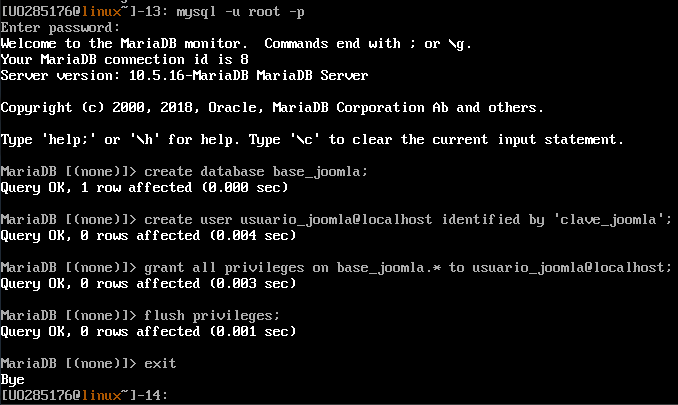 [UO285176@linux~]-13: mysql -u root -p
Enter password:
Welcome to the MariaDB monitor.  Commands end with ; or \g.
Your MariaDB connection id is 8
Server version: 10.5.16-MariaDB MariaDB Server
Copyright (c) 2000, 2018, Oracle, MariaDB Corporation Ab and others.
Type 'help;' or '\h' for help. Type '\c' to clear the current input statement.
MariaDB [(none)]> create database base_joomla;
Query OK, 1 row affected (0.000 sec)
MariaDB [(none)]> create user usuario_joomla@localhost identified by 'clave_joomla';
Query OK, 0 rows affected (0.004 sec)
MariaDB [(none)]> grant all privileges on base_joomla.* to usuario_joomla@localhost;
Query OK, 0 rows affected (0.003 sec)
MariaDB [(none)]> flush privileges;
Query OK, 0 rows affected (0.001 sec)
MariaDB [(none)]> exit
Bye
[UO285176@linux~]-14: